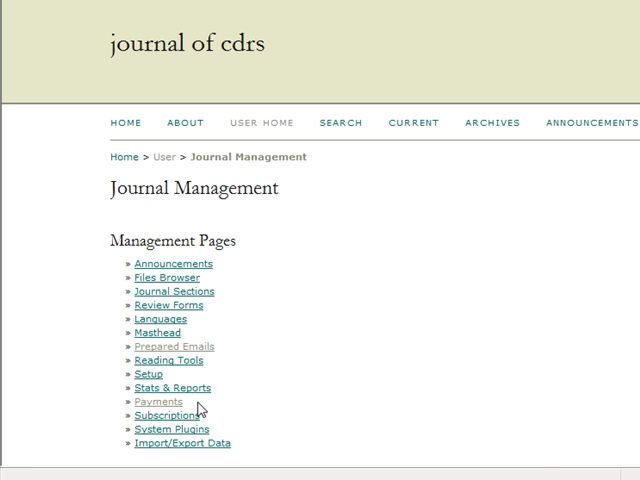 journal of cdrs
HOME ABOUT USER HOME SEARCH CURRENT ARCHIVES ANNOUNCEMENTS
Home > User > Journal Management
Journal Management
Management Pages
» Announcements
» Files Browser
» Journal Sections
» Review Forms
» Languages
» Masthead
» Prepared Emails
» Reading Tools
» Setup
» Stats & Reports
» Payments
» Subscriptions
» System Plugins
» Import/Export Data